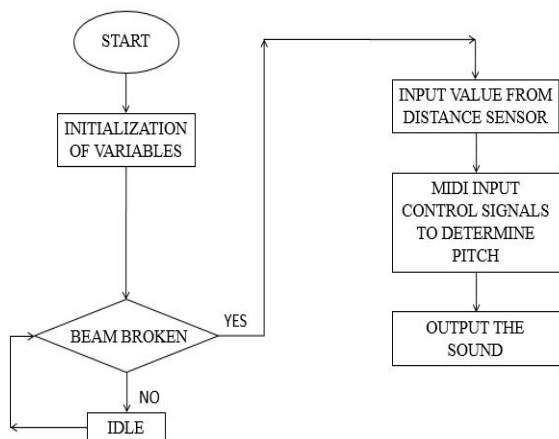 START
INITIALIZATION
OF VARIABLES
BEAM BROKEN
YES
NO
IDLE
INPUT VALUE FROM
DISTANCE SENSOR
MIDI INPUT
CONTROL SIGNALS
TO DETERMINE
PITCH
OUTPUT THE
SOUND